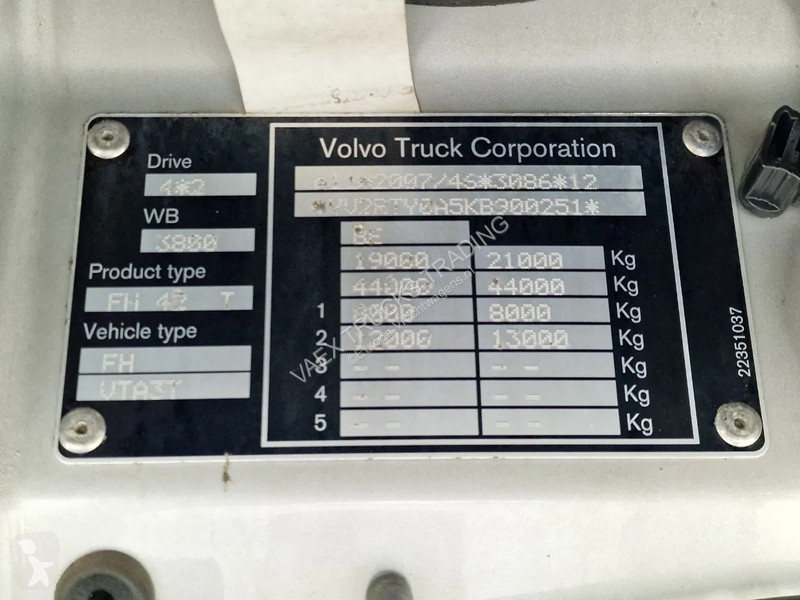 Drive
4*2
WB
3800
Product type
FH 42 T
Vehicle type
FH
VTA3T
Volvo Truck Corporation
e11*2007/46*3086*12
*YV2RTY0A5KB900251*
BE
19000 21000 Kg
44000 44000 Kg
1 8000 8000 Kg
2 12000 13000 Kg
3 -- -- Kg
4 -- -- Kg
5 -- -- Kg
22351037
VAEX TRUCKS TRADING